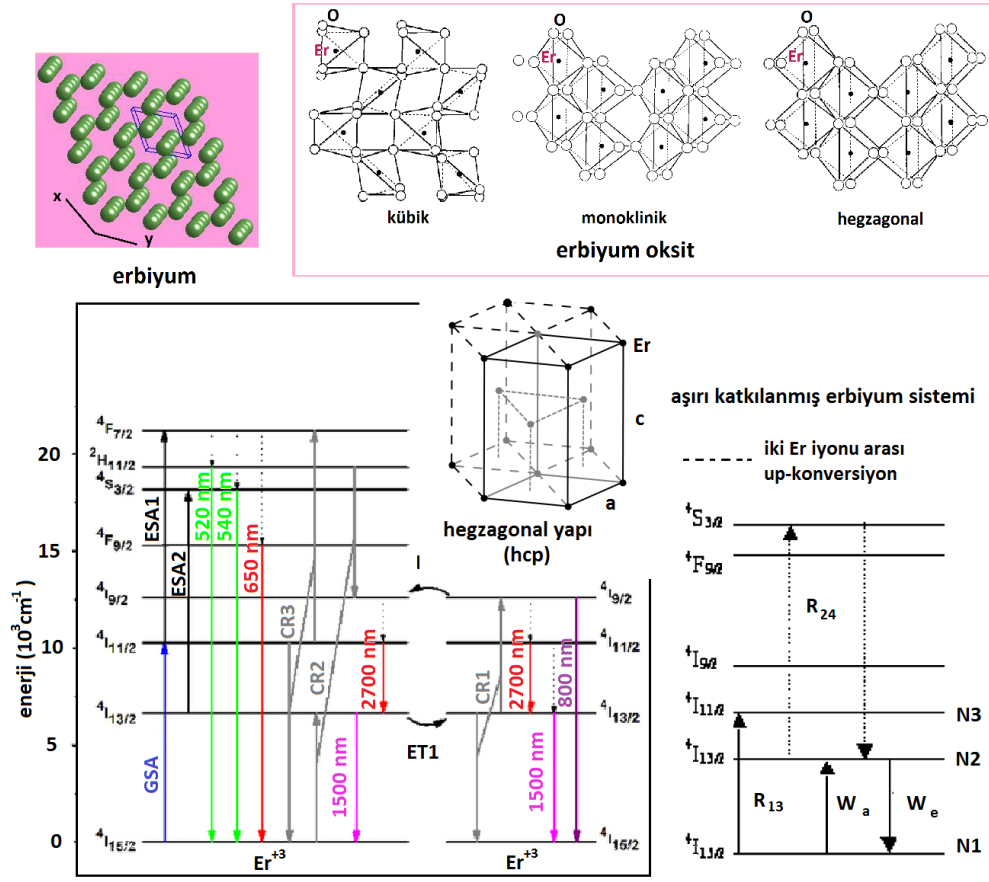 O
Er
kübik
O
Er
monoklinik
O
Er
hegzagonal
erbiyum oksit
x
y
erbiyum
enerji (10³cm⁻¹)
20
15
10
5
0
⁴F₇/₂
²H₁₁/₂
⁴S₃/₂
⁴F₉/₂
⁴I₉/₂
⁴I₁₁/₂
⁴I₁₃/₂
⁴I₁₅/₂
GSA
ESA1
ESA2
520 nm
540 nm
650 nm
CR3
CR2
2700 nm
1500 nm
Er⁺³
I
ET1
CR1
2700 nm
800 nm
1500 nm
⁴I₉/₂
⁴I₁₁/₂
⁴I₁₃/₂
⁴I₁₅/₂
Er⁺³
Er
c
a
hegzagonal yapı
(hcp)
aşırı katkılanmış erbiyum sistemi
iki Er iyonu arası
up-konversiyon
⁴S₃/₂
⁴F₉/₂
R₂₄
⁴I₉/₂
⁴I₁₁/₂
N3
⁴I₁₃/₂
N2
R₁₃
Wₐ
Wₑ
N1